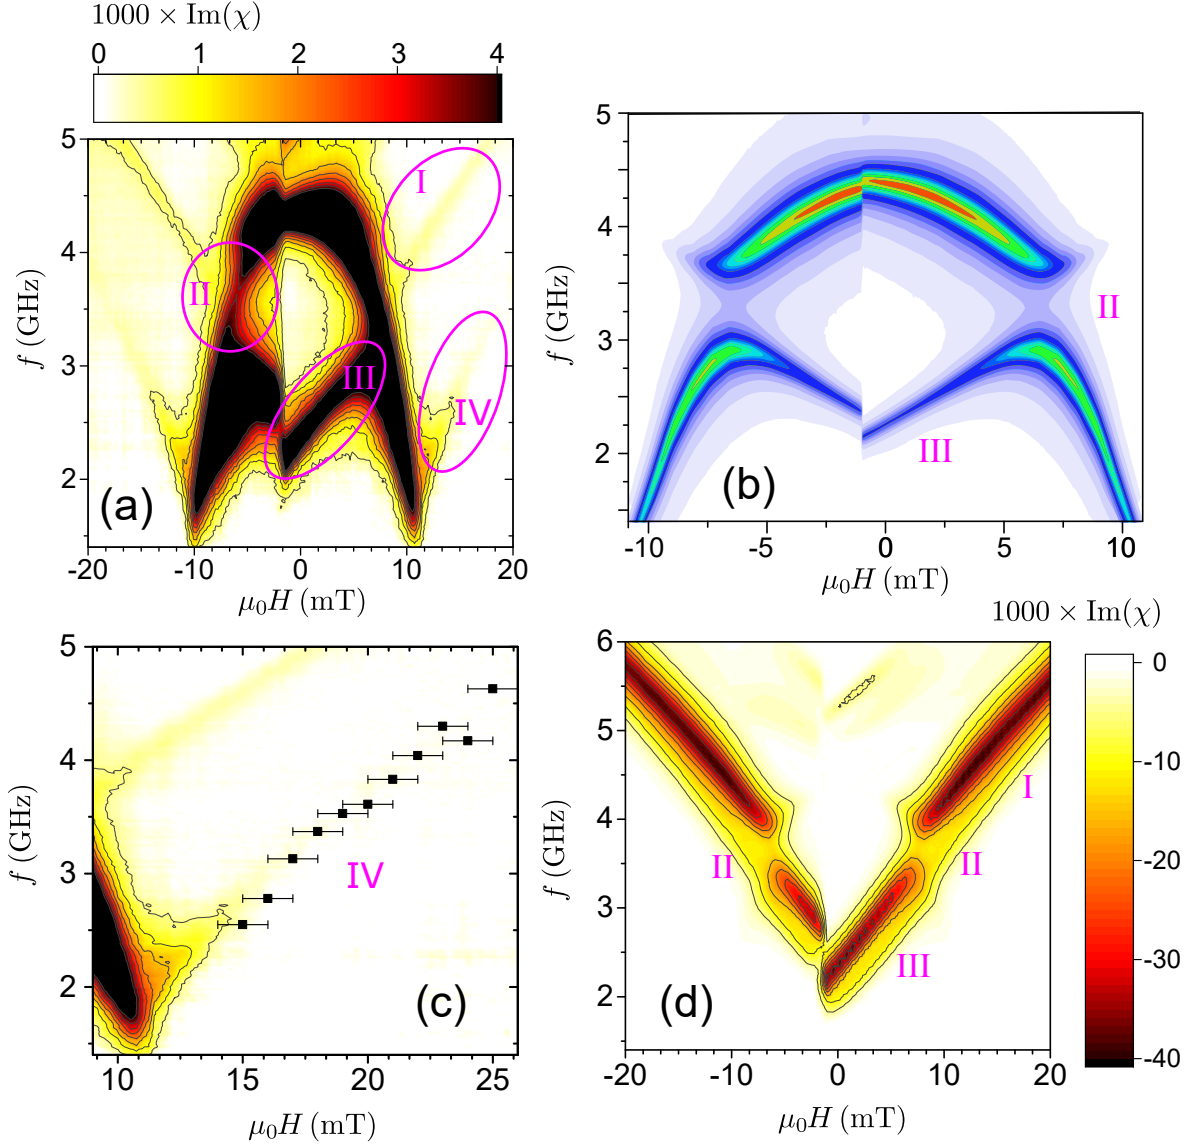 1000 × Im(χ)
0 1 2 3 4
5
4
3
2
f (GHz)
I
II
III
IV
(a)
-20 -10 0 10 20
μ₀H (mT)
5
4
3
2
f (GHz)
II
III
(b)
-10 -5 0 5 10
μ₀H (mT)
5
4
3
2
f (GHz)
IV
(c)
10 15 20 25
μ₀H (mT)
1000 × Im(χ)
6
5
4
3
2
f (GHz)
I
II
II
III
(d)
-20 -10 0 10 20
μ₀H (mT)
0
-10
-20
-30
-40